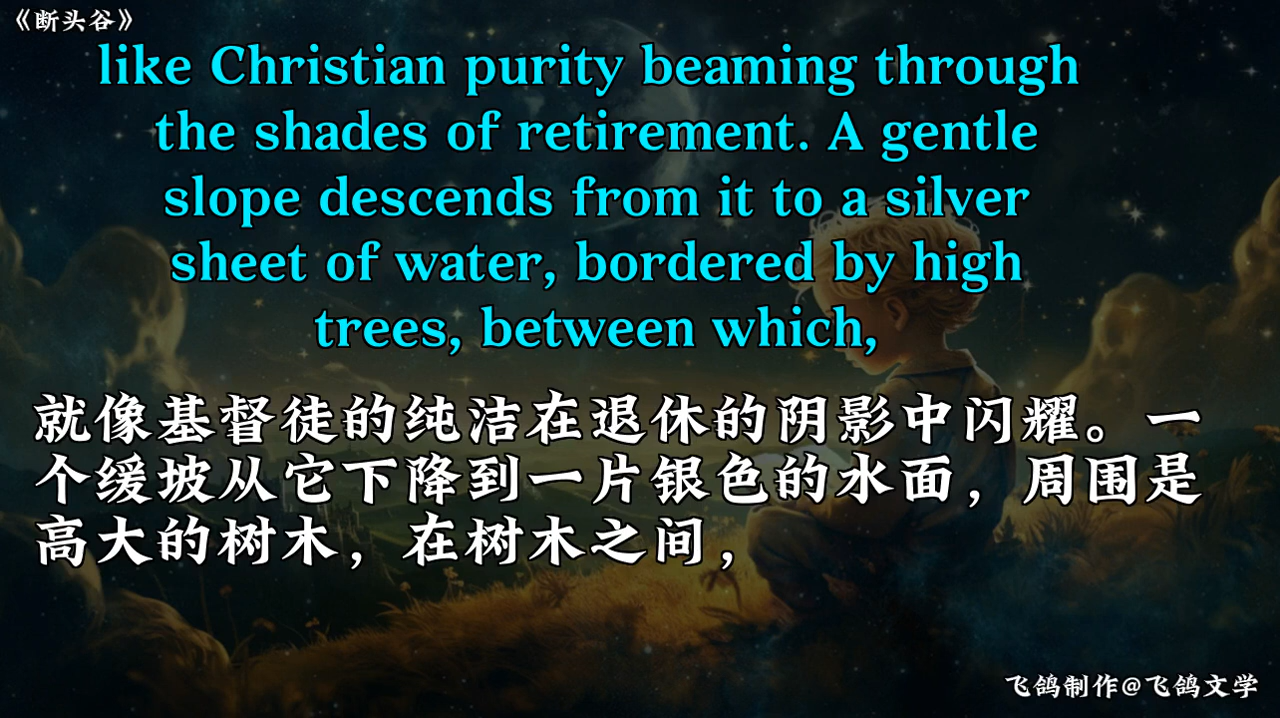 《断头谷》
like Christian purity beaming through
the shades of retirement. A gentle
slope descends from it to a silver
sheet of water, bordered by high
trees, between which,
就像基督徒的纯洁在退休的阴影中闪耀。一
个缓坡从它下降到一片银色的水面，周围是
高大的树木，在树木之间，
飞鸽制作@飞鸽文学